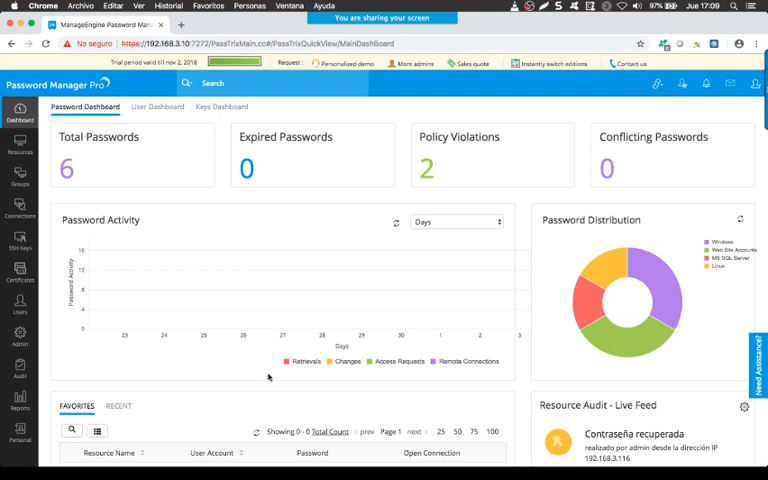 Chrome Archivo Editar Ver Historial Favoritos Personas Ventana Ayuda 97% Jue 17:09
You are sharing your screen
ManageEngine Password Man
No seguro https://192.168.3.10:7272/PassTrixMain.cc#/PassTrixQuickView/MainDashBoard
Trial period valid till nov 2, 2018 Request : Personalized demo More admins Sales quote Instantly switch editions Contact us
Password Manager Pro Search
Dashboard
Resources
Groups
Connections
SSH Keys
Certificates
Users
Admin
Audit
Reports
Personal
Password Dashboard User Dashboard Keys Dashboard
Total Passwords Expired Passwords Policy Violations Conflicting Passwords
6 0 2 0
Password Activity Days Password Distribution
Password Activity
16
12
8
4
0
23 24 25 26 27 28 29 30 1 2 3
Days
Retrievals Changes Access Requests Remote Connections
Windows
Web Site Accounts
MS SQL Server
Linux
Need Assistance?
FAVORITES RECENT
Showing 0 - 0 Total Count prev Page 1 next 25 50 75 100
Resource Name User Account Password Open Connection
Resource Audit - Live Feed
Contraseña recuperada
realizado por admin desde la dirección IP
192.168.3.116